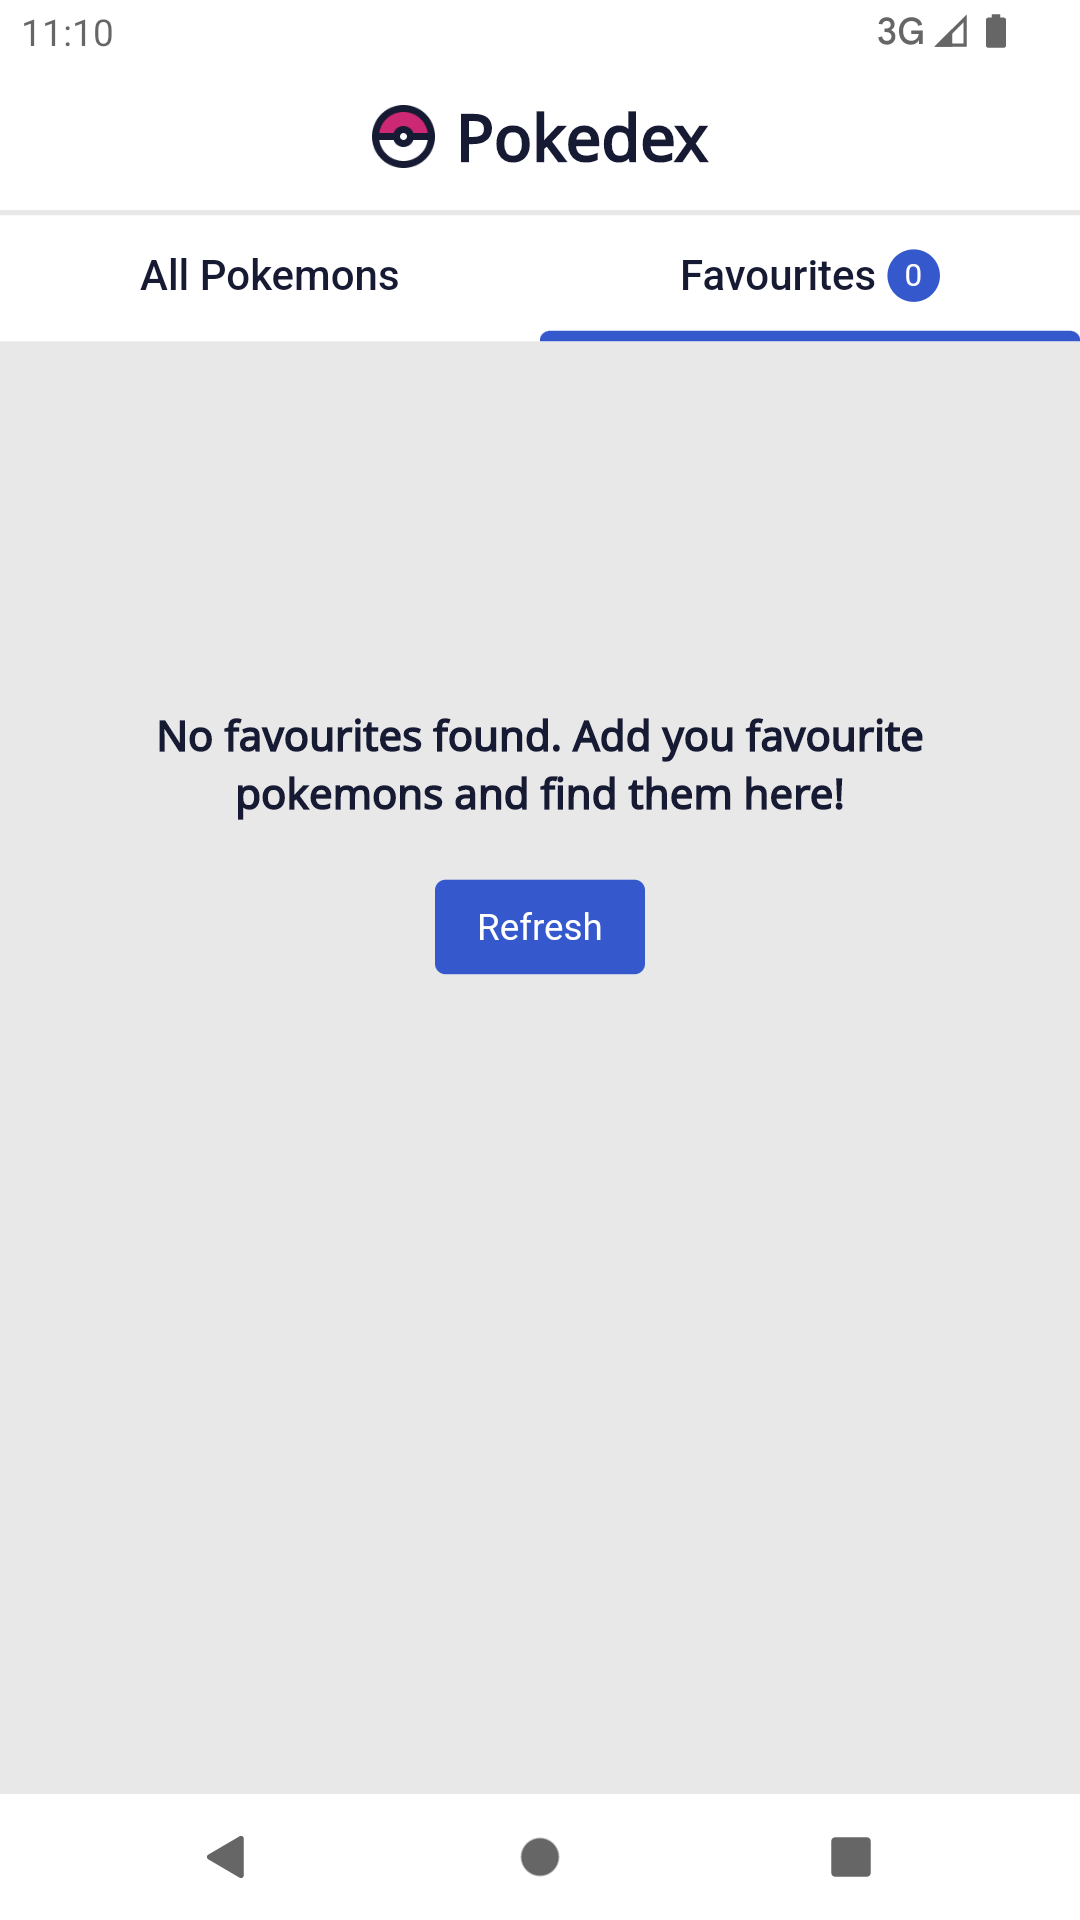 11:10 3G
Pokedex
All Pokemons Favourites 0
No favourites found. Add you favourite
pokemons and find them here!
Refresh